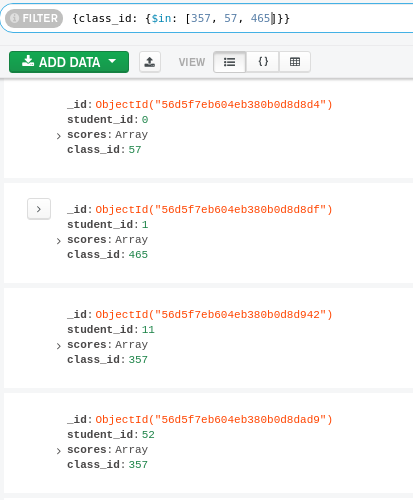 FILTER {class_id: {$in: [357, 57, 465]}}
ADD DATA VIEW {}
_id: ObjectId("56d5f7eb604eb380b0d8d8d4")
student_id: 0
scores: Array
class_id: 57
_id: ObjectId("56d5f7eb604eb380b0d8d8df")
student_id: 1
scores: Array
class_id: 465
_id: ObjectId("56d5f7eb604eb380b0d8d942")
student_id: 11
scores: Array
class_id: 357
_id: ObjectId("56d5f7eb604eb380b0d8dad9")
student_id: 52
scores: Array
class_id: 357